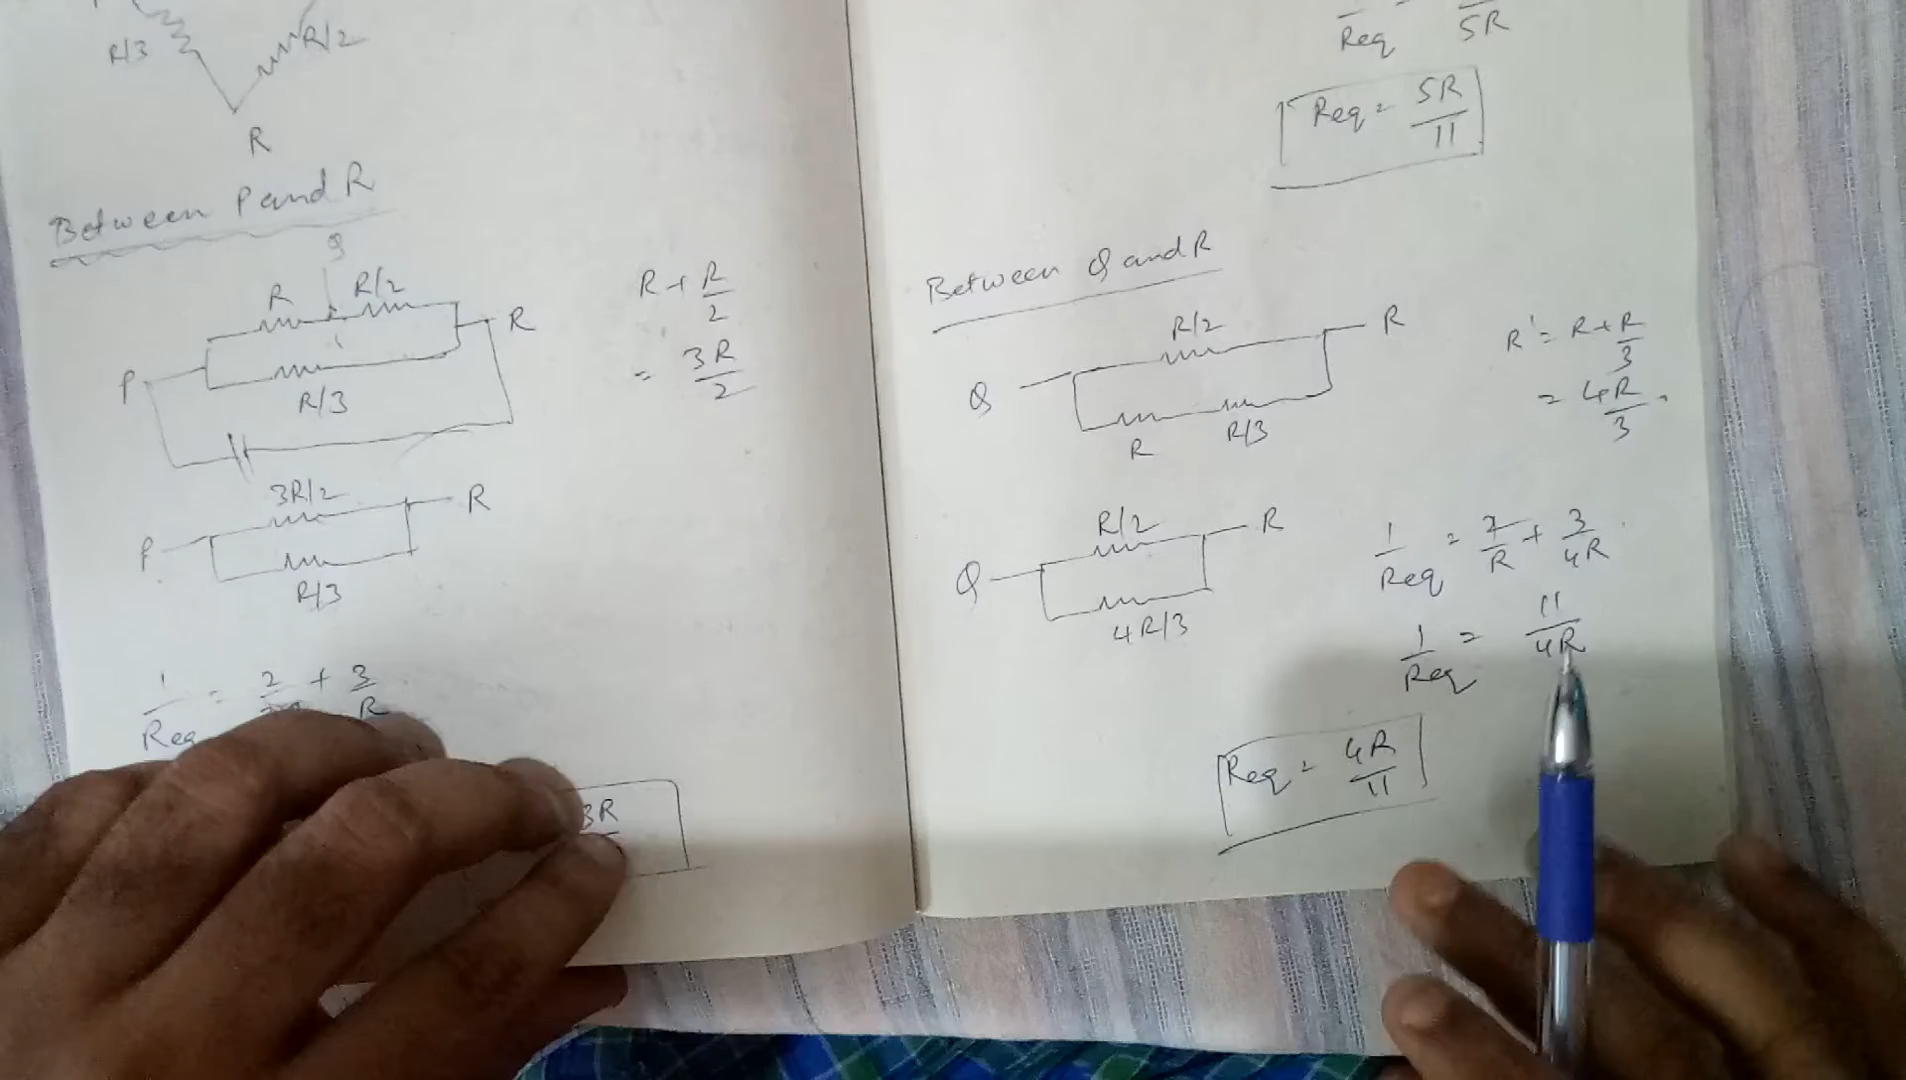 R/3
R/2
R
Between P and R
Q
R R/2
P R
R/3
R + R/2
= 3R/2
3R/2
P R
R/3
1/Req = 2/ + 3/R
3R
1/Req 5R
Req = 5R/11
Between Q and R
R/2
Q R
R R/3
R' = R + R/3
= 4R/3
R/2
Q R
4R/3
1/Req = 2/R + 3/4R
1/Req = 11/4R
Req = 4R/11